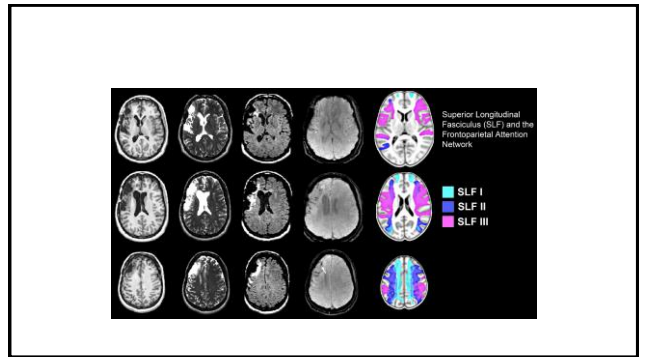 Superior Longitudinal
Fasciculus (SLF) and the
Frontoparietal Attention
Network
SLF I
SLF II
SLF III